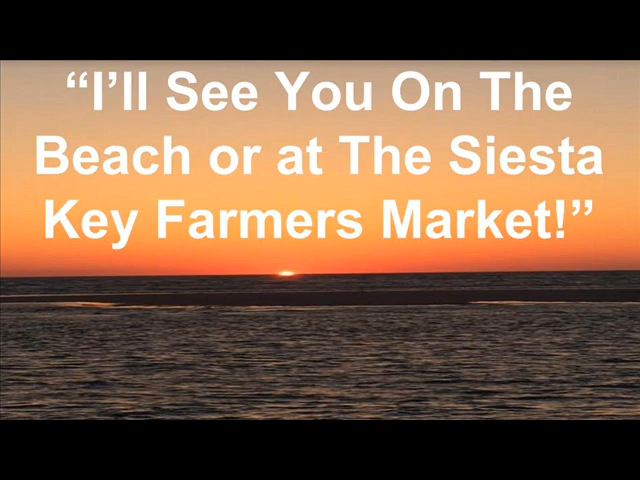 “I’ll See You On The
Beach or at The Siesta
Key Farmers Market!”